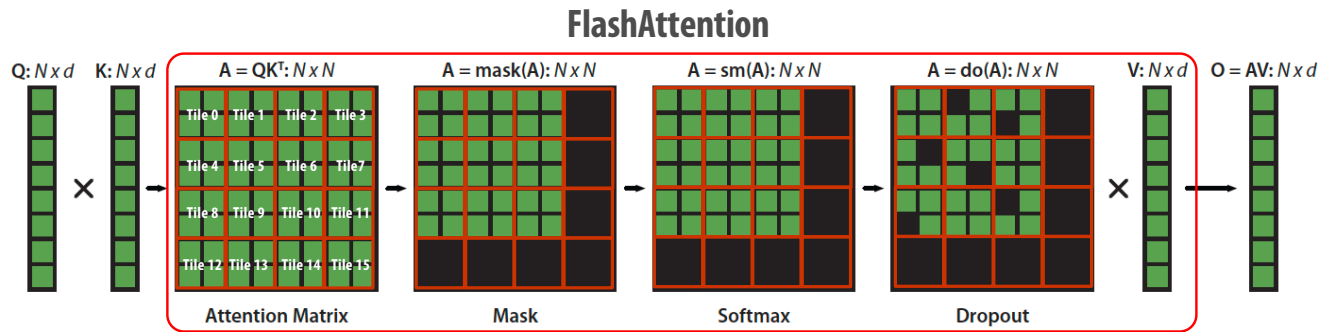 FlashAttention
Q: N x d K: N x d A = QKᵀ: N x N A = mask(A): N x N A = sm(A): N x N A = do(A): N x N V: N x d O = AV: N x d
Tile 0 Tile 1 Tile 2 Tile 3
Tile 4 Tile 5 Tile 6 Tile7
Tile 8 Tile 9 Tile 10 Tile 11
Tile 12 Tile 13 Tile 14 Tile 15
Attention Matrix Mask Softmax Dropout